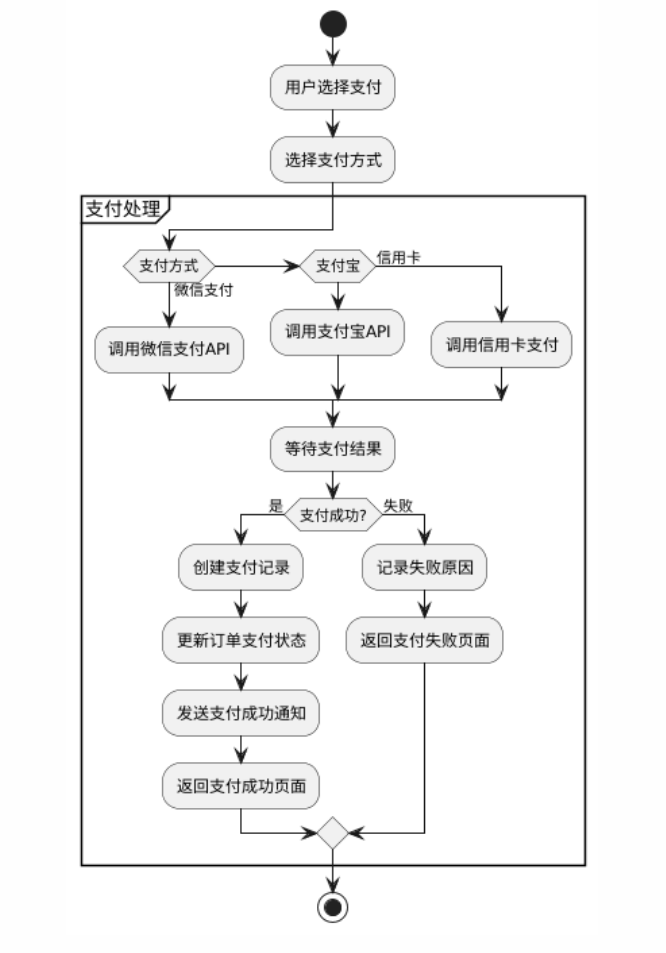 用户选择支付
选择支付方式
支付处理
支付方式
支付宝
信用卡
微信支付
调用微信支付API
调用支付宝API
调用信用卡支付
等待支付结果
是
支付成功?
失败
创建支付记录
记录失败原因
更新订单支付状态
返回支付失败页面
发送支付成功通知
返回支付成功页面